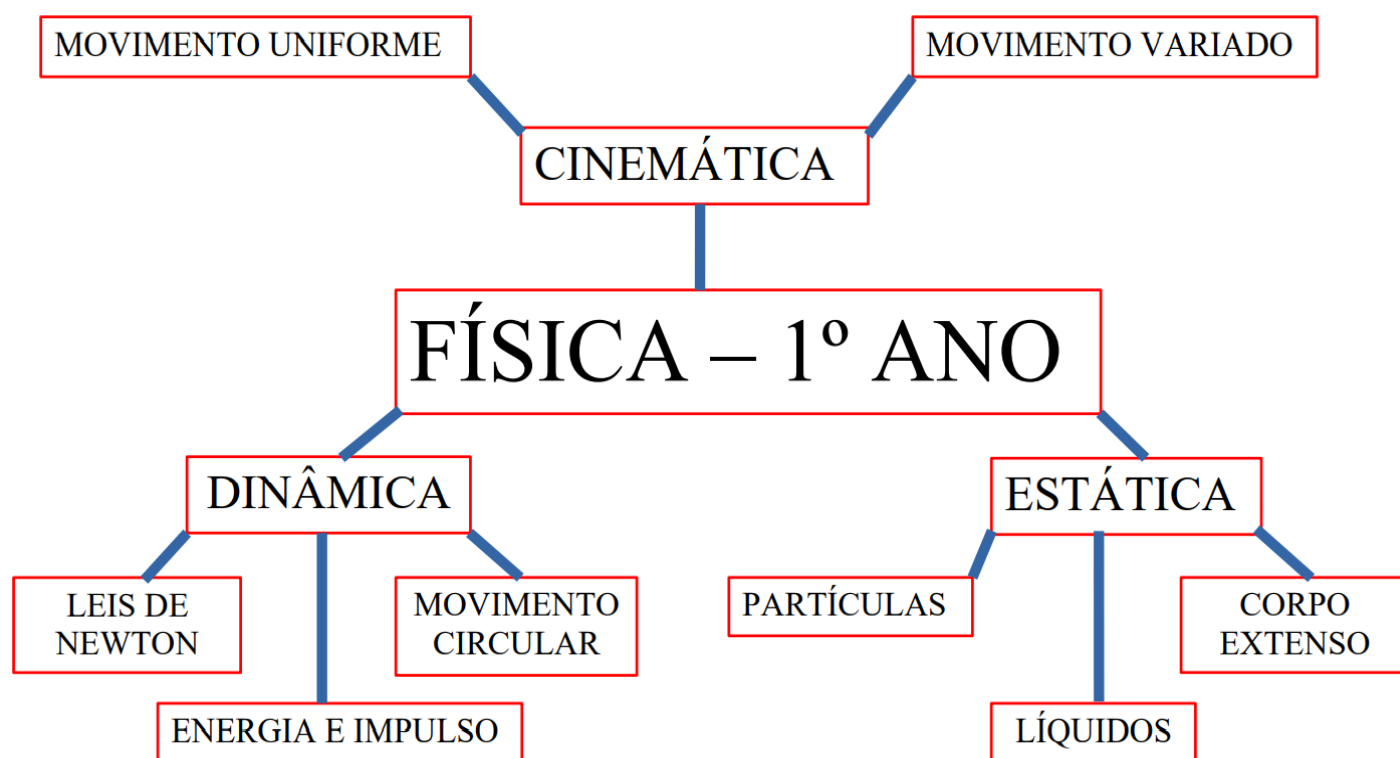 MOVIMENTO UNIFORME
MOVIMENTO VARIADO
CINEMÁTICA
FÍSICA – 1º ANO
DINÂMICA
ESTÁTICA
LEIS DE
NEWTON
MOVIMENTO
CIRCULAR
PARTÍCULAS
CORPO
EXTENSO
ENERGIA E IMPULSO
LÍQUIDOS